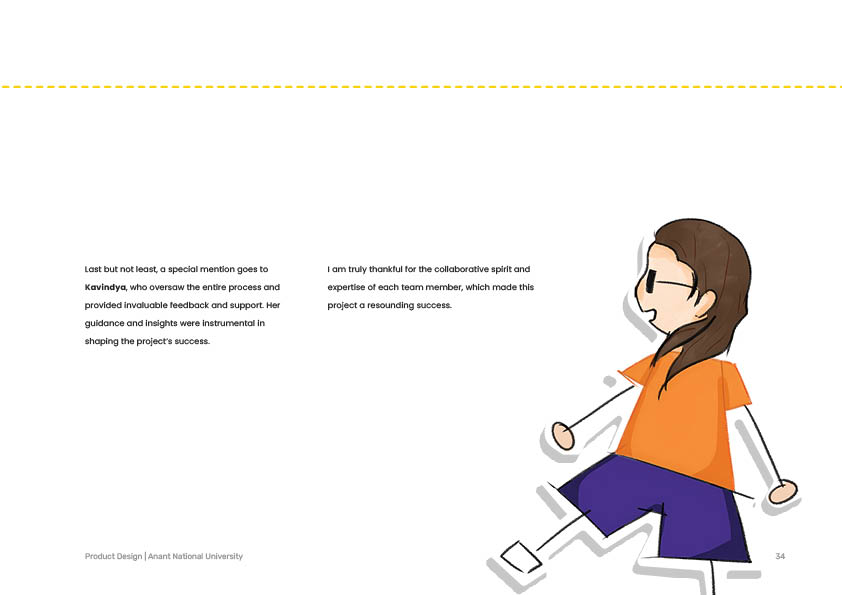 Last but not least, a special mention goes to
Kavindya, who oversaw the entire process and
provided invaluable feedback and support. Her
guidance and insights were instrumental in
shaping the project's success.
I am truly thankful for the collaborative spirit and
expertise of each team member, which made this
project a resounding success.
Product Design | Anant National University
34